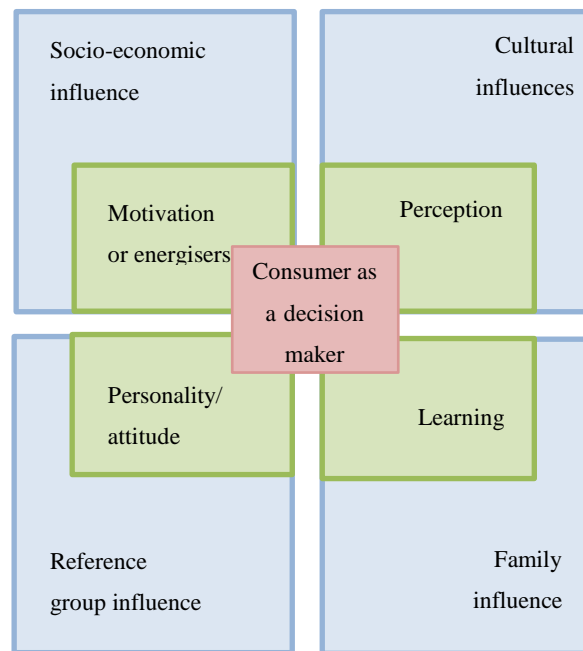 Socio-economic
influence
Cultural
influences
Motivation
or energisers
Perception
Consumer as
a decision
maker
Personality/
attitude
Learning
Reference
group influence
Family
influence